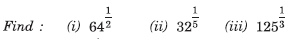 Find : (i) 64^{1/2} (ii) 32^{1/5} (iii) 125^{1/3}